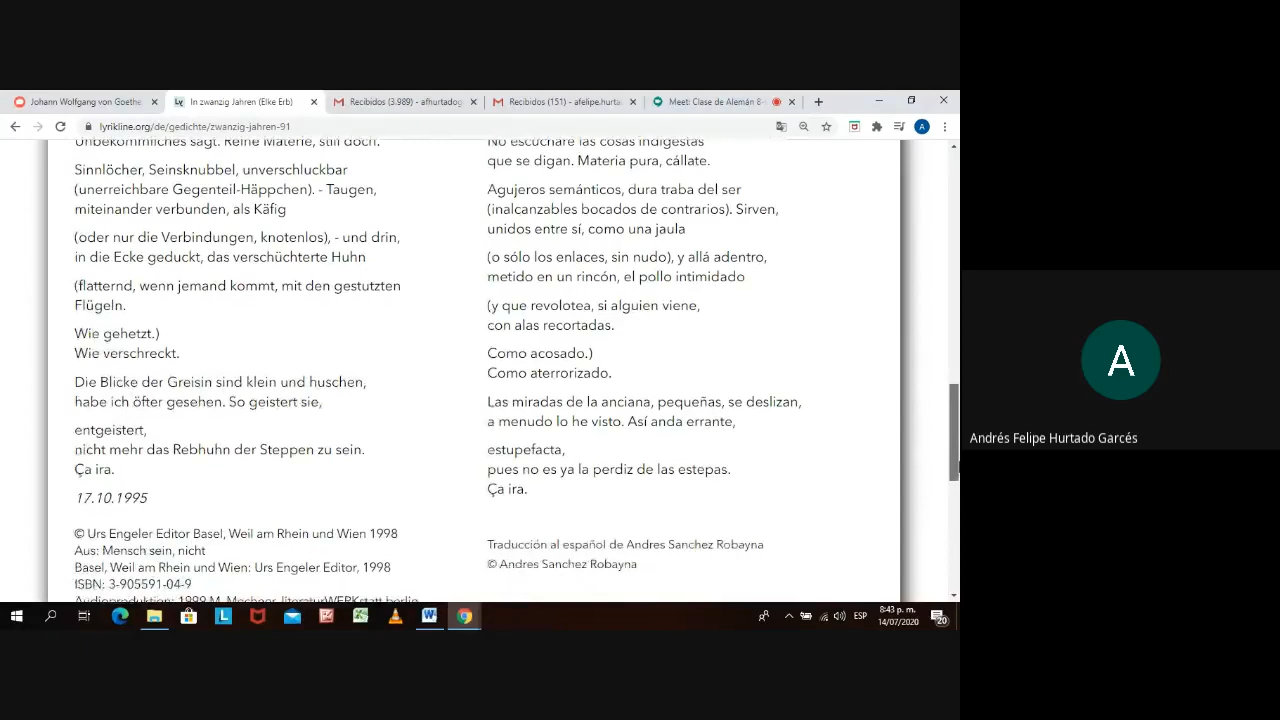 Johann Wolfgang von Goethe
In zwanzig Jahren (Elke Erb)
Recibidos (3.989) - afhurtadog
Recibidos (151) - afelipe.hurta
Meet: Clase de Alemán 8-
lyrikline.org/de/gedichte/zwanzig-jahren-91
Unbekömmliches sagt. Reine Materie, still doch.
Sinnlöcher, Seinsknubbel, unverschluckbar
(unerreichbare Gegenteil-Häppchen). - Taugen,
miteinander verbunden, als Käfig
(oder nur die Verbindungen, knotenlos), - und drin,
in die Ecke geduckt, das verschüchterte Huhn
(flatternd, wenn jemand kommt, mit den gestutzten
Flügeln.
Wie gehetzt.)
Wie verschreckt.
Die Blicke der Greisin sind klein und huschen,
habe ich öfter gesehen. So geistert sie,
entgeistert,
nicht mehr das Rebhuhn der Steppen zu sein.
Ça ira.
17.10.1995
© Urs Engeler Editor Basel, Weil am Rhein und Wien 1998
Aus: Mensch sein, nicht
Basel, Weil am Rhein und Wien: Urs Engeler Editor, 1998
ISBN: 3-905591-04-9
Audioproduktion: 1999 M. Mechner, literaturWERKstatt berlin
No escucharé las cosas indigestas
que se digan. Materia pura, cállate.
Agujeros semánticos, dura traba del ser
(inalcanzables bocados de contrarios). Sirven,
unidos entre sí, como una jaula
(o sólo los enlaces, sin nudo), y allá adentro,
metido en un rincón, el pollo intimidado
(y que revolotea, si alguien viene,
con alas recortadas.
Como acosado.)
Como aterrorizado.
Las miradas de la anciana, pequeñas, se deslizan,
a menudo lo he visto. Así anda errante,
estupefacta,
pues no es ya la perdiz de las estepas.
Ça ira.
Traducción al español de Andres Sanchez Robayna
© Andres Sanchez Robayna
ESP
8:43 p. m.
14/07/2020
20
A
Andrés Felipe Hurtado Garcés